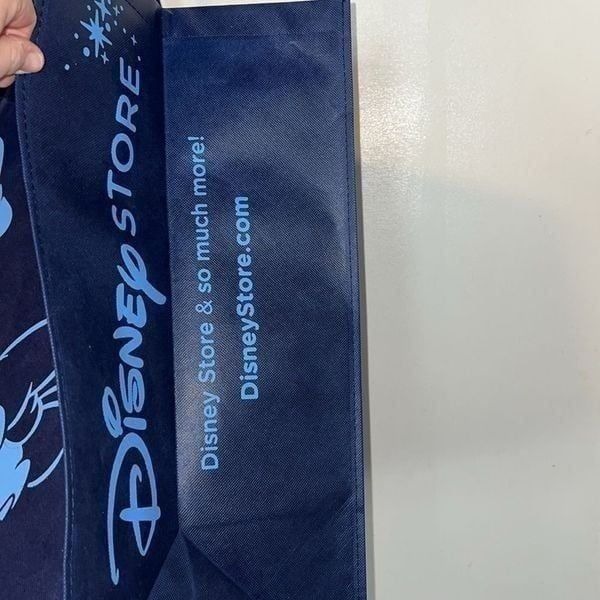 DISNEY STORE
Disney Store & so much more!
DisneyStore.com